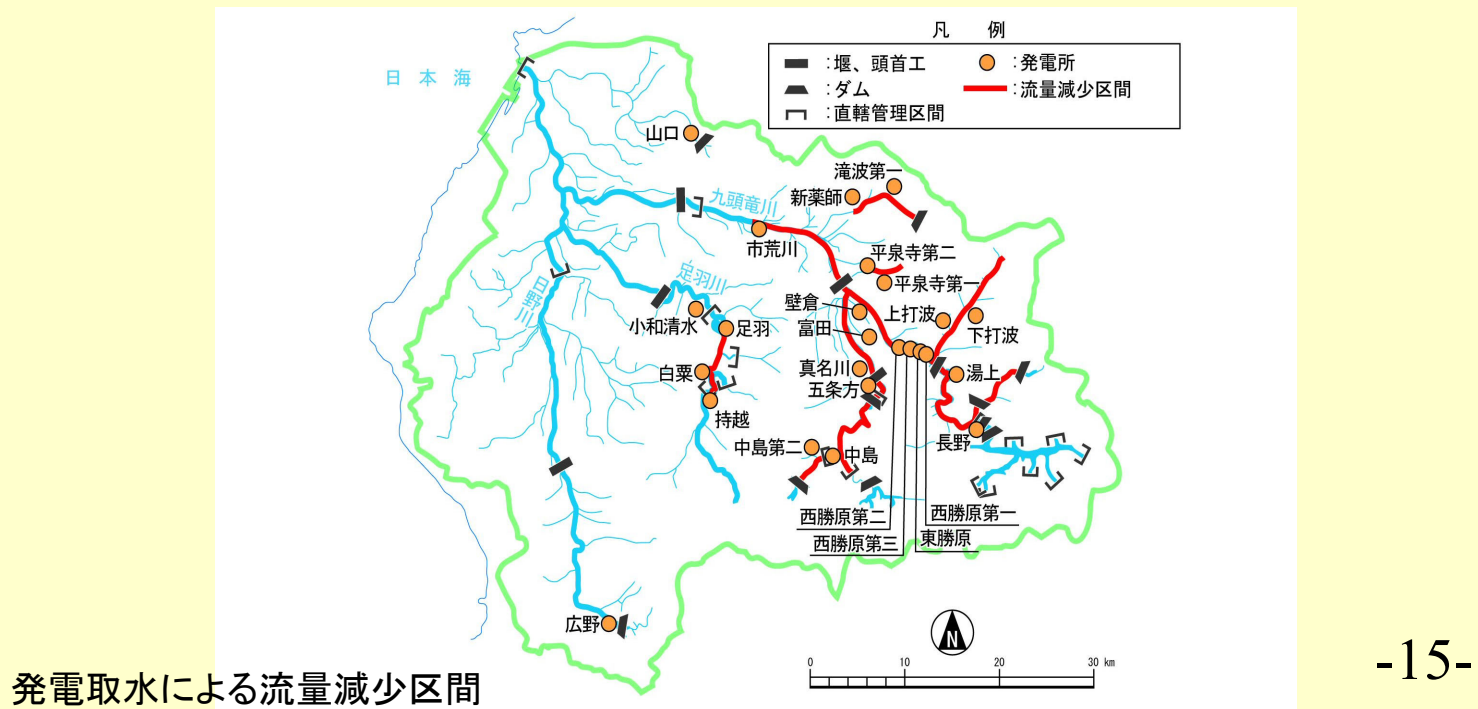 凡 例
:堰、頭首工
:発電所
:ダム
:流量減少区間
:直轄管理区間
日 本 海
山口
滝波第一
新薬師
九頭竜川
市荒川
平泉寺第二
平泉寺第一
足羽川
日野川
壁倉
上打波
下打波
小和清水
足羽
富田
白粟
真名川
湯上
五条方
持越
中島第二
中島
長野
西勝原第二
西勝原第一
西勝原第三
東勝原
広野
N
0 10 20 30 km
発電取水による流量減少区間
-15-